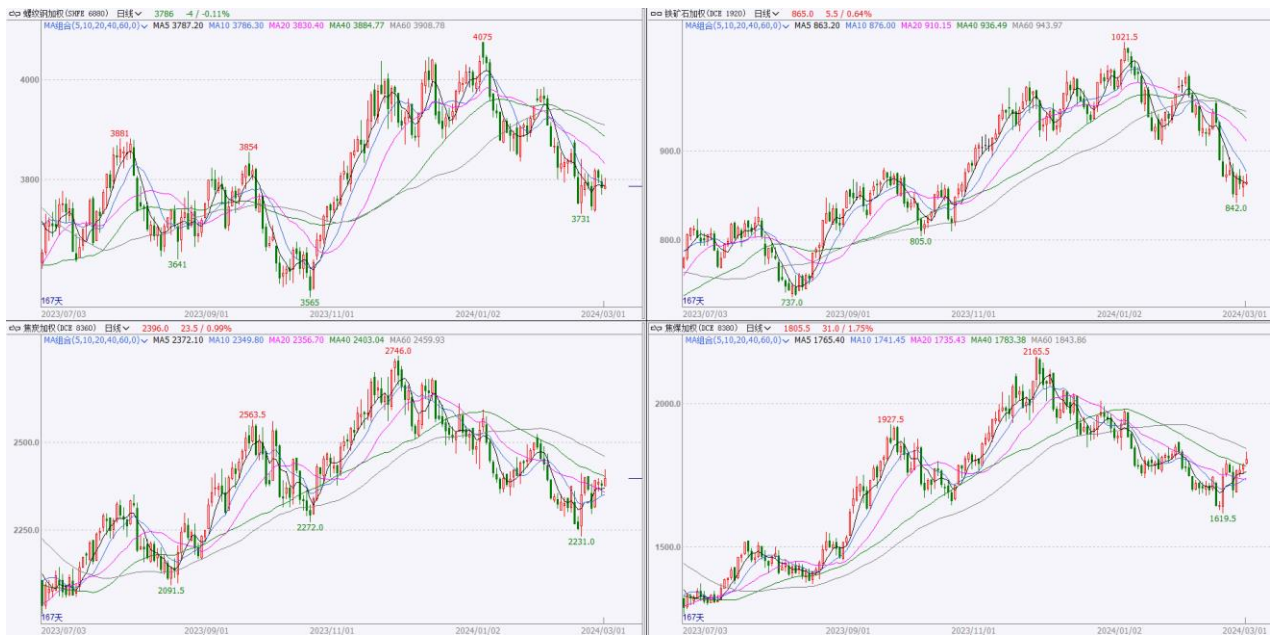 螺纹钢加权(SHFE 6880) 日线 3786 -4 / -0.11%
MA组合(5,10,20,40,60,0) MA5 3787.20 MA10 3786.30 MA20 3830.40 MA40 3884.77 MA60 3908.78
4075
4000
3881
3854
3800
3731
3641
3565
167天
2023/07/03 2023/09/01 2023/11/01 2024/01/02 2024/03/01
铁矿石加权(DCE 1920) 日线 865.0 5.5 / 0.64%
MA组合(5,10,20,40,60,0) MA5 863.20 MA10 876.00 MA20 910.15 MA40 936.49 MA60 943.97
1021.5
900.0
842.0
800.0
805.0
737.0
167天
2023/07/03 2023/09/01 2023/11/01 2024/01/02 2024/03/01
焦炭加权(DCE 8360) 日线 2396.0 23.5 / 0.99%
MA组合(5,10,20,40,60,0) MA5 2372.10 MA10 2349.80 MA20 2356.70 MA40 2403.04 MA60 2459.93
2746.0
2563.5
2500.0
2272.0
2250.0
2231.0
2091.5
167天
2023/07/03 2023/09/01 2023/11/01 2024/01/02 2024/03/01
焦煤加权(DCE 8380) 日线 1805.5 31.0 / 1.75%
MA组合(5,10,20,40,60,0) MA5 1765.40 MA10 1741.45 MA20 1735.43 MA40 1783.38 MA60 1843.86
2165.5
2000.0
1927.5
1619.5
1500.0
167天
2023/07/03 2023/09/01 2023/11/01 2024/01/02 2024/03/01